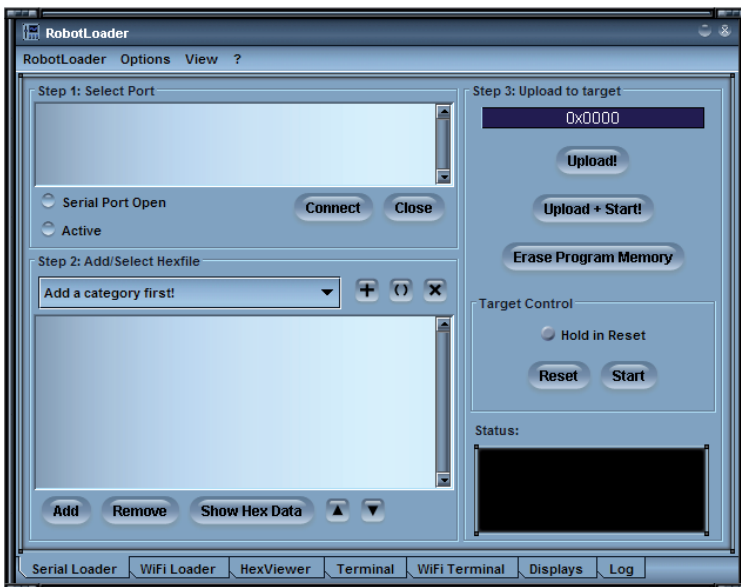 RobotLoader
RobotLoader Options View ?
Step 1: Select Port
Serial Port Open
Active
Connect Close
Step 2: Add/Select Hexfile
Add a category first!
Add Remove Show Hex Data
Step 3: Upload to target
0x0000
Upload!
Upload + Start!
Erase Program Memory
Target Control
Hold in Reset
Reset Start
Status:
Serial Loader WiFi Loader HexViewer Terminal WiFi Terminal Displays Log